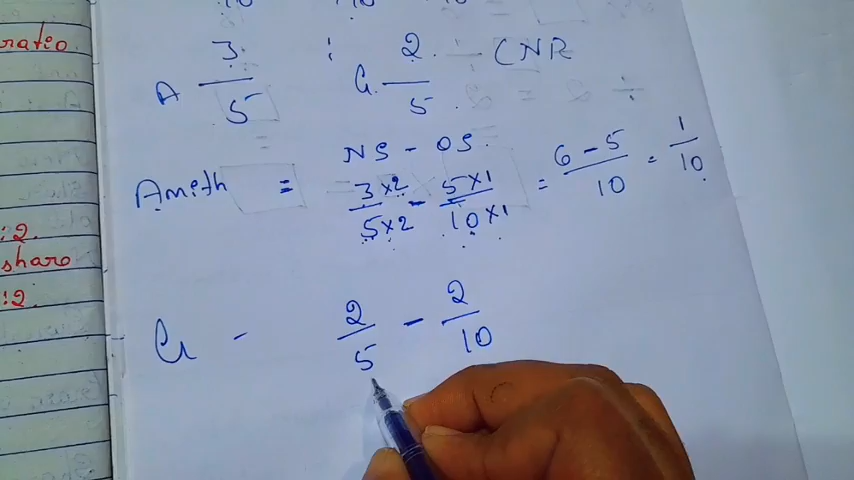 ratio
3 : 2 - CNR
A — G. —
5 5
NS - OS.
Amith = 3×2/5×2 - 5×1/10×1 = 6-5/10 = 1/10
:2.
share
:2.
G - 2/5 - 2/10